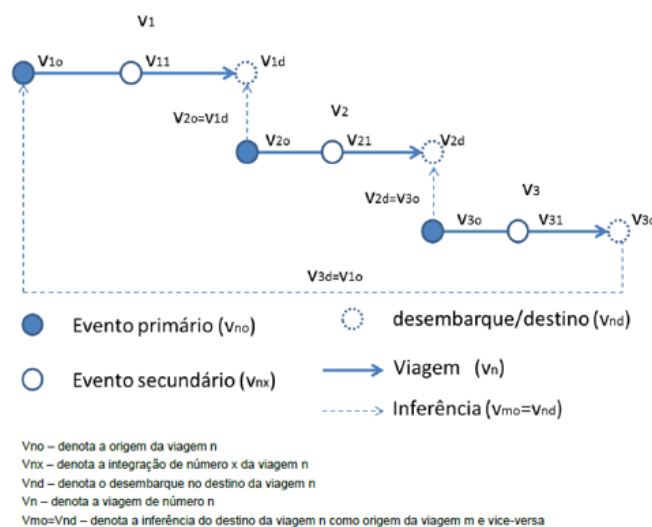 V1
V1o V11 V1d
V2o=V1d
V2
V2o V21 V2d
V2d=V3o
V3
V3o V31 V3d
V3d=V1o
Evento primário (vno)
desembarque/destino (vnd)
Evento secundário (vnx)
Viagem (vn)
Inferência (vmo=vnd)
Vno – denota a origem da viagem n
Vnx – denota a integração de número x da viagem n
Vnd – denota o desembarque no destino da viagem n
Vn – denota a viagem de número n
Vmo=Vnd – denota a inferência do destino da viagem n como origem da viagem m e vice-versa